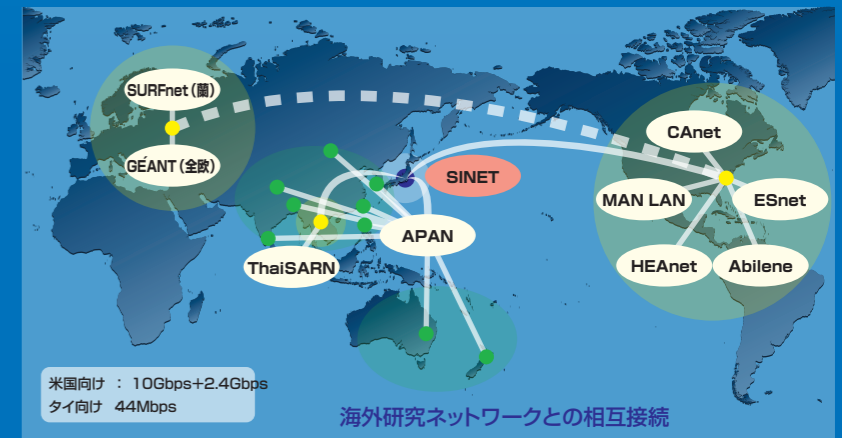 SURFnet（蘭）
GÉANT（全欧）
SINET
APAN
ThaiSARN
CAnet
MAN LAN
ESnet
HEAnet
Abilene
米国向け ： 10Gbps+2.4Gbps
タイ向け 44Mbps
海外研究ネットワークとの相互接続